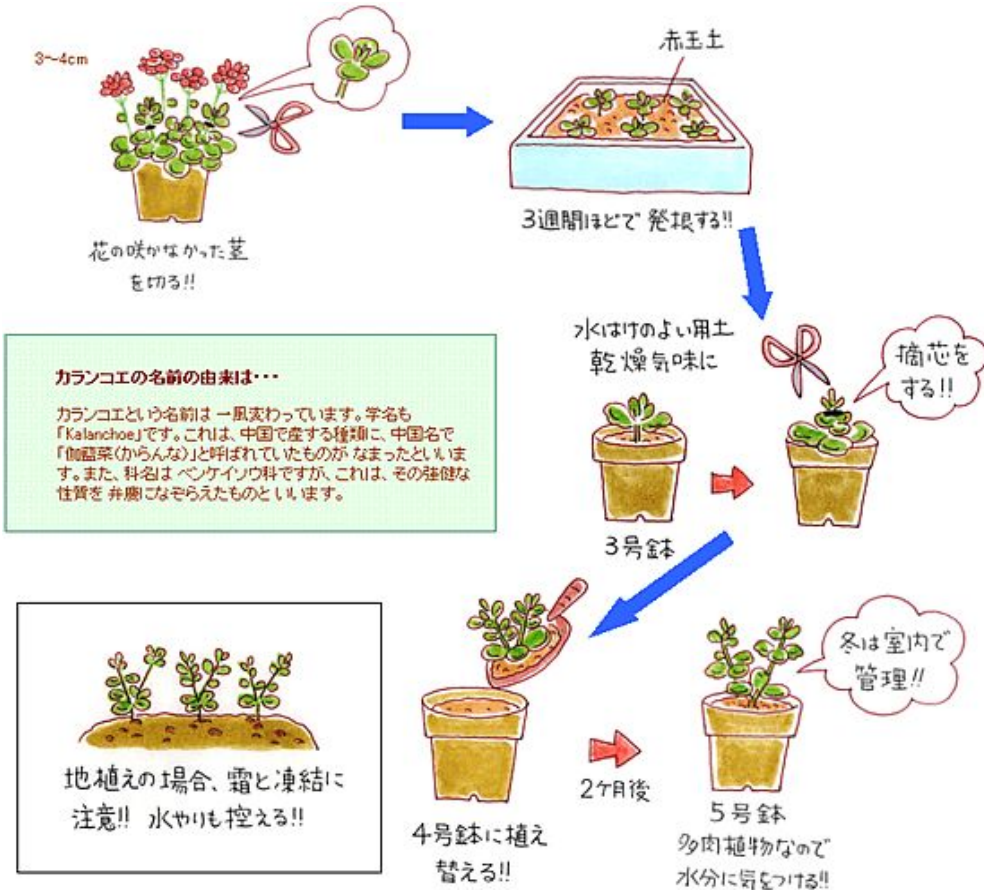 3～4cm
花の咲かなかった茎
を切る!!
赤玉土
3週間ほどで発根する!!
水はけのよい用土
乾燥気味に
3号鉢
摘芯を
する!!
カランコエの名前の由来は・・・
カランコエという名前は 一風変わっています。学名も
「Kalanchoe」です。これは、中国で産する種類に、中国名で
「伽藍菜(からんな)」と呼ばれていたものが なまったといいま
す。また、科名は ベンケイソウ科ですが、これは、その強健な
性質を 弁慶になぞらえたものと いいます。
4号鉢に植え
替える!!
2ケ月後
5号鉢
多肉植物なので
水分に気をつける!!
冬は室内で
管理!!
地植えの場合、霜と凍結に
注意!! 水やりも控える!!